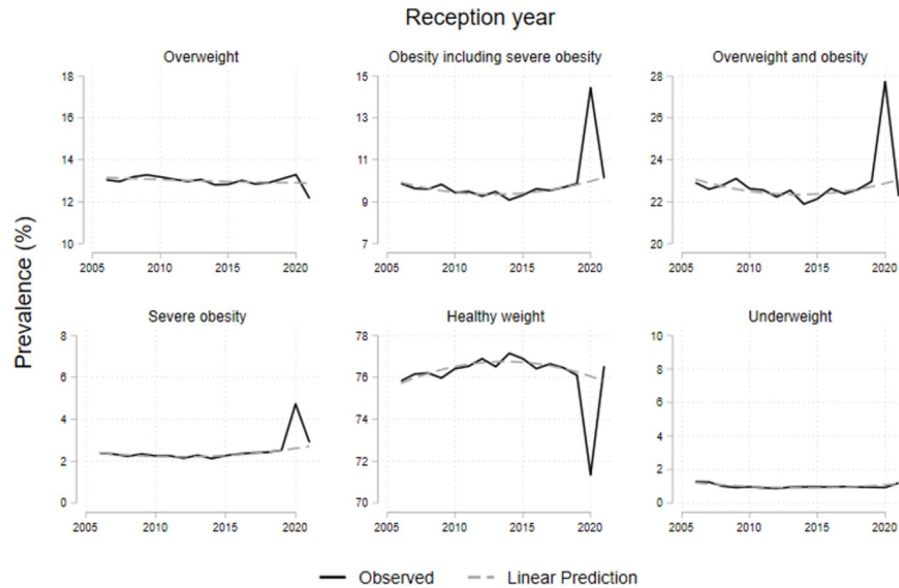 Reception year
Overweight
18
16
14
12
10
2005 2010 2015 2020
Obesity including severe obesity
15
13
11
9
7
2005 2010 2015 2020
Overweight and obesity
28
26
24
22
20
2005 2010 2015 2020
Prevalence (%)
Severe obesity
8
6
4
2
0
2005 2010 2015 2020
Healthy weight
78
76
74
72
70
2005 2010 2015 2020
Underweight
10
8
6
4
2
0
2005 2010 2015 2020
Observed Linear Prediction